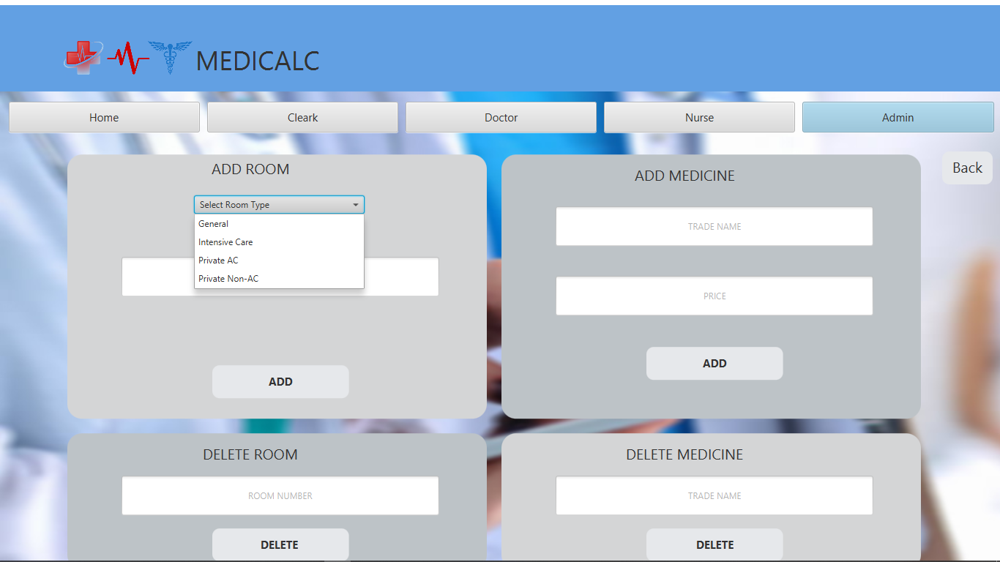 MEDICALC
Home
Cleark
Doctor
Nurse
Admin
Back
ADD ROOM
Select Room Type
General
Intensive Care
Private AC
Private Non-AC
ADD
ADD MEDICINE
TRADE NAME
PRICE
ADD
DELETE ROOM
ROOM NUMBER
DELETE
DELETE MEDICINE
TRADE NAME
DELETE